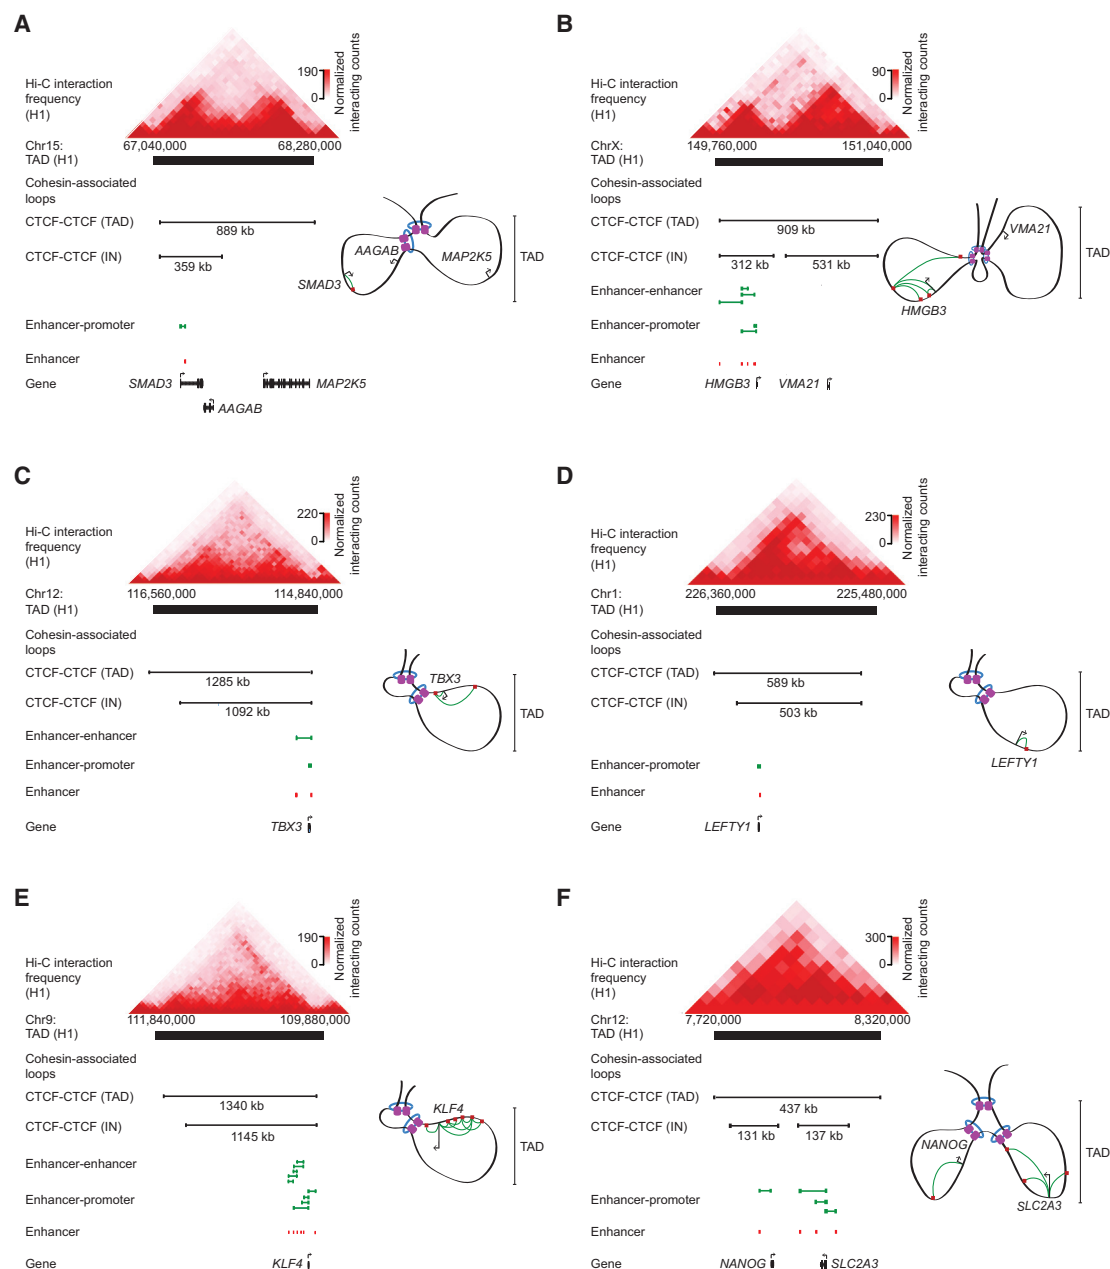 A
Hi-C interaction
frequency
(H1)
190
0
Normalized
interacting counts
Chr15:
67,040,000
68,280,000
TAD (H1)
Cohesin-associated
loops
CTCF-CTCF (TAD)
889 kb
CTCF-CTCF (IN)
359 kb
AAGAB
MAP2K5
SMAD3
TAD
Enhancer-promoter
Enhancer
Gene
SMAD3
MAP2K5
AAGAB
B
Hi-C interaction
frequency
(H1)
90
0
Normalized
interacting counts
ChrX:
149,760,000
151,040,000
TAD (H1)
Cohesin-associated
loops
CTCF-CTCF (TAD)
909 kb
CTCF-CTCF (IN)
312 kb
531 kb
VMA21
HMGB3
TAD
Enhancer-enhancer
Enhancer-promoter
Enhancer
Gene
HMGB3
VMA21
C
Hi-C interaction
frequency
(H1)
220
0
Normalized
interacting counts
Chr12:
116,560,000
114,840,000
TAD (H1)
Cohesin-associated
loops
CTCF-CTCF (TAD)
1285 kb
CTCF-CTCF (IN)
1092 kb
TBX3
TAD
Enhancer-enhancer
Enhancer-promoter
Enhancer
Gene
TBX3
D
Hi-C interaction
frequency
(H1)
230
0
Normalized
interacting counts
Chr1:
226,360,000
225,480,000
TAD (H1)
Cohesin-associated
loops
CTCF-CTCF (TAD)
589 kb
CTCF-CTCF (IN)
503 kb
LEFTY1
TAD
Enhancer-promoter
Enhancer
Gene
LEFTY1
E
Hi-C interaction
frequency
(H1)
190
0
Normalized
interacting counts
Chr9:
111,840,000
109,880,000
TAD (H1)
Cohesin-associated
loops
CTCF-CTCF (TAD)
1340 kb
CTCF-CTCF (IN)
1145 kb
KLF4
TAD
Enhancer-enhancer
Enhancer-promoter
Enhancer
Gene
KLF4
F
Hi-C interaction
frequency
(H1)
300
0
Normalized
interacting counts
Chr12:
7,720,000
8,320,000
TAD (H1)
Cohesin-associated
loops
CTCF-CTCF (TAD)
437 kb
CTCF-CTCF (IN)
131 kb
137 kb
NANOG
SLC2A3
TAD
Enhancer-promoter
Enhancer
Gene
NANOG
SLC2A3